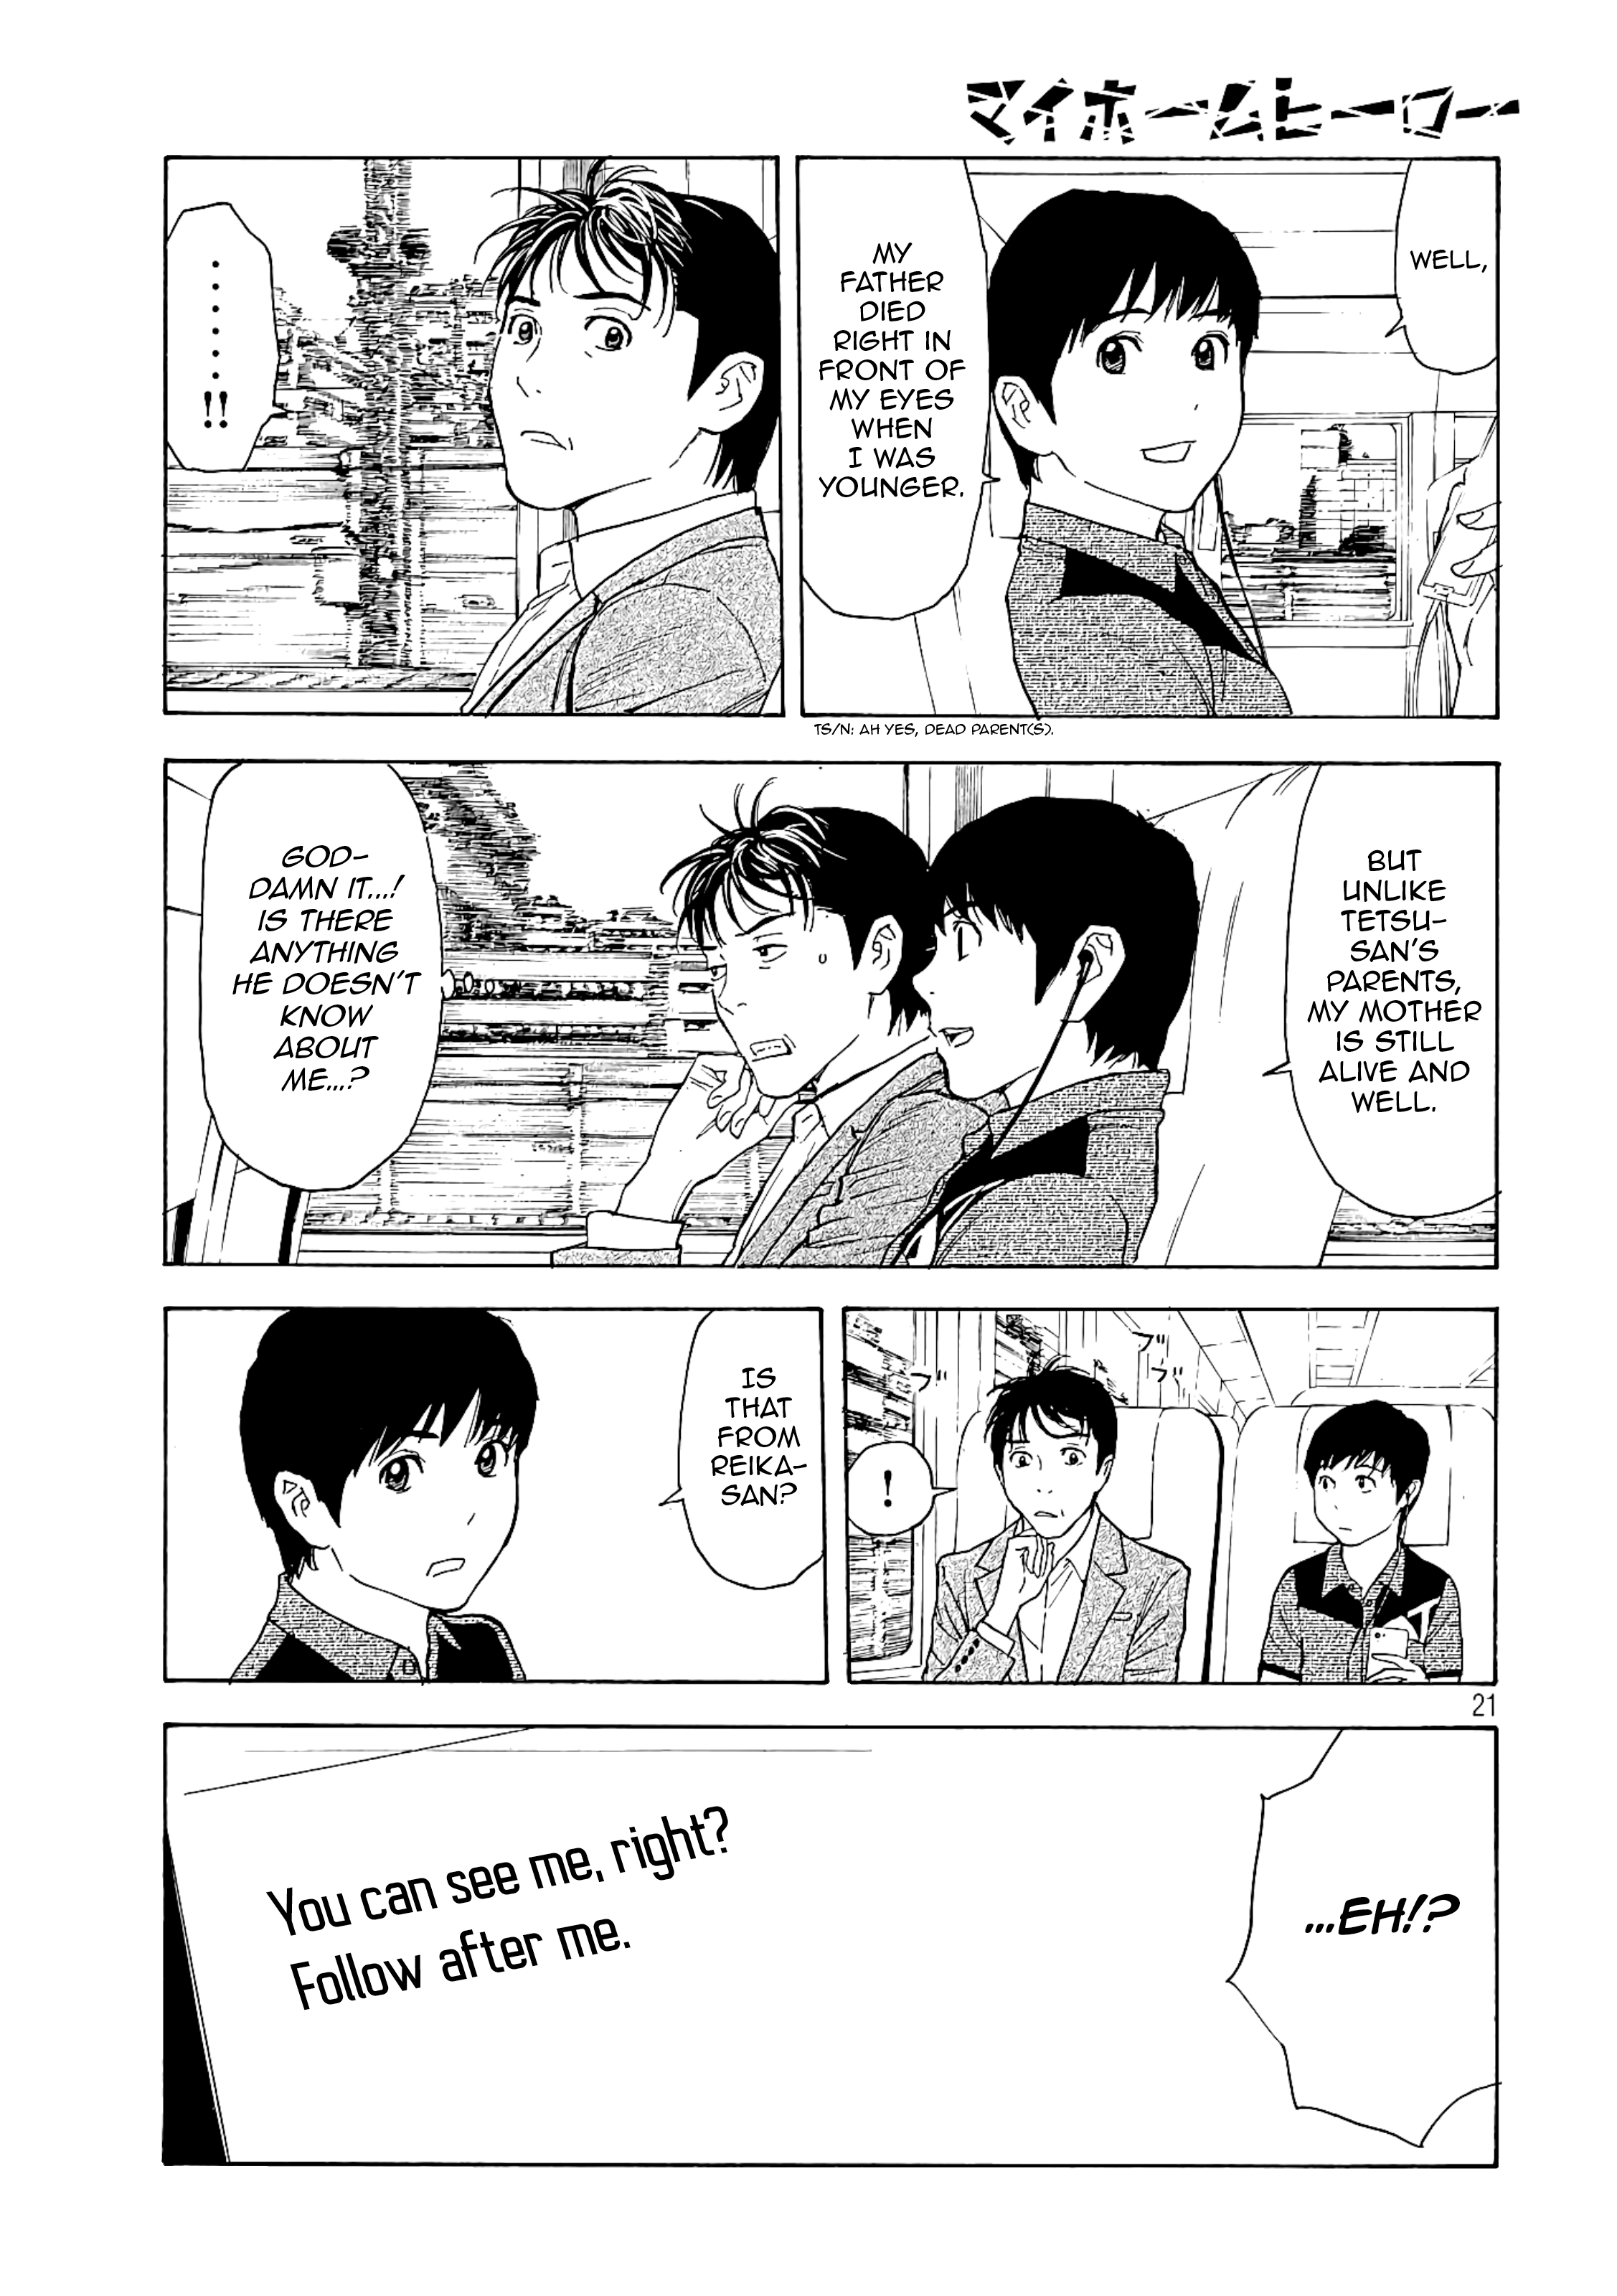 マイホームヒーロー
WELL,
MY
FATHER
DIED
RIGHT IN
FRONT OF
MY EYES
WHEN
I WAS
YOUNGER.
......!!
TS/N: AH YES, DEAD PARENT(S).
BUT
UNLIKE
TETSU-
SAN'S
PARENTS,
MY MOTHER
IS STILL
ALIVE AND
WELL.
GOD-
DAMN IT...!
IS THERE
ANYTHING
HE DOESN'T
KNOW
ABOUT
ME...?
ブブブ
!
IS
THAT
FROM
REIKA-
SAN?
21
...EH!?
You can see me, right?
Follow after me.